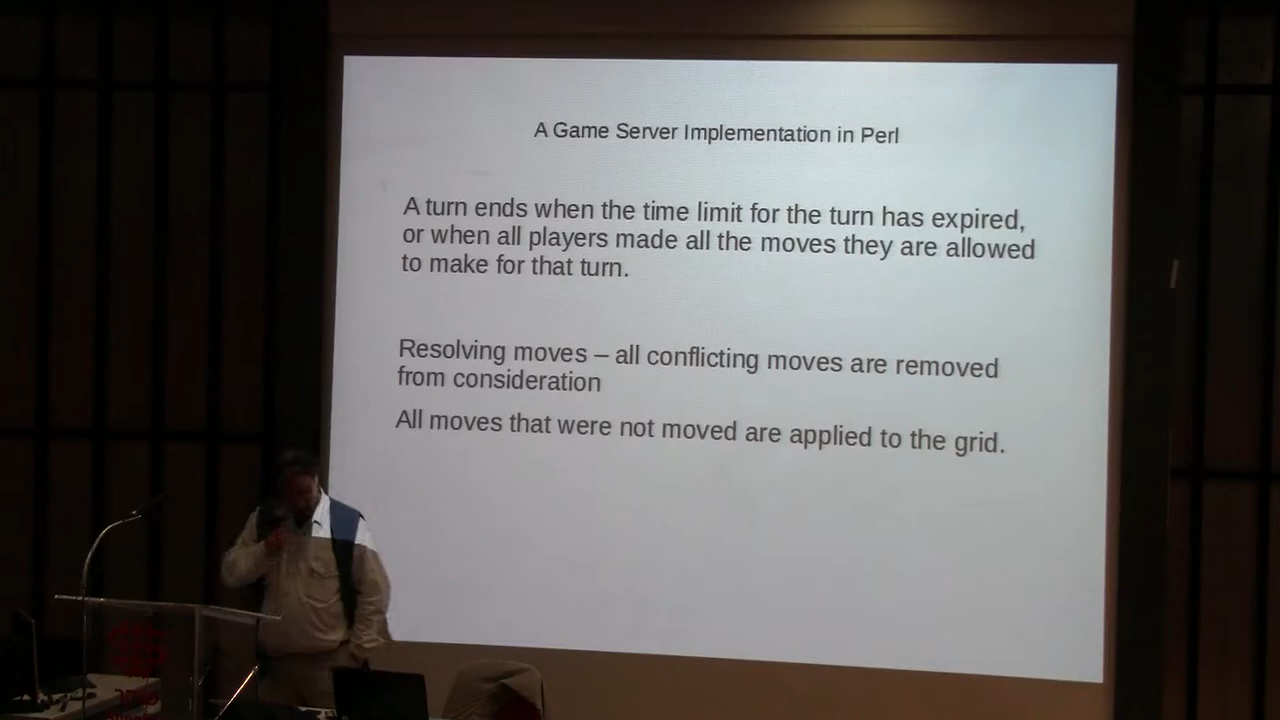 A Game Server Implementation in Perl
A turn ends when the time limit for the turn has expired,
or when all players made all the moves they are allowed
to make for that turn.
Resolving moves – all conflicting moves are removed
from consideration
All moves that were not moved are applied to the grid.